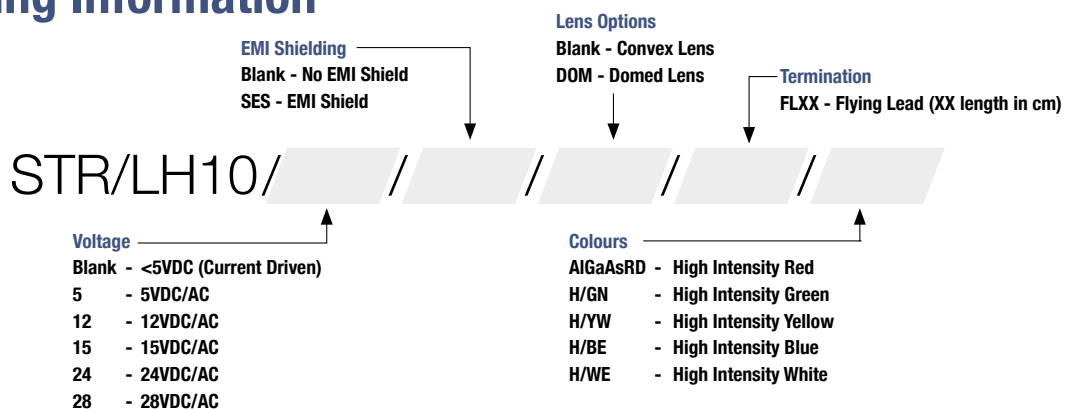 Information
Lens Options
Blank - Convex Lens
DOM - Domed Lens
EMI Shielding
Blank - No EMI Shield
SES - EMI Shield
Termination
FLXX - Flying Lead (XX length in cm)
STR/LH10/ / / / /
Voltage
Blank - <5VDC (Current Driven)
5 - 5VDC/AC
12 - 12VDC/AC
15 - 15VDC/AC
24 - 24VDC/AC
28 - 28VDC/AC
Colours
AlGaAsRD - High Intensity Red
H/GN - High Intensity Green
H/YW - High Intensity Yellow
H/BE - High Intensity Blue
H/WE - High Intensity White